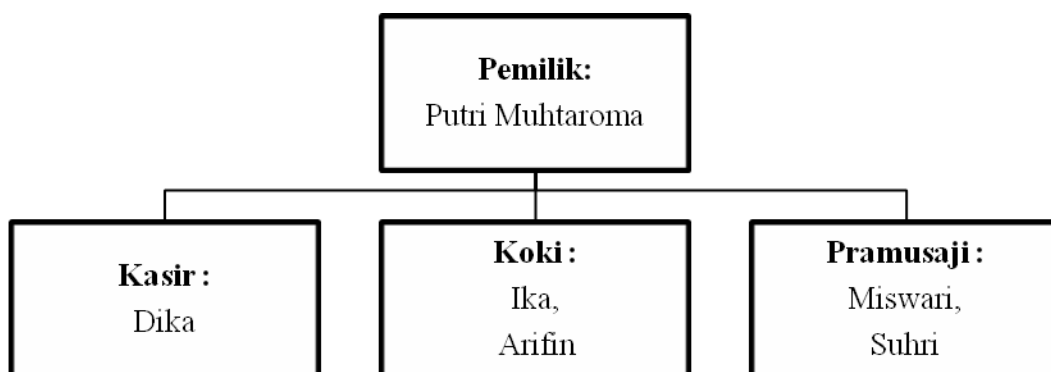 Pemilik:
Putri Muhtaroma
Kasir :
Dika
Koki :
Ika,
Arifin
Pramusaji :
Miswari,
Suhri